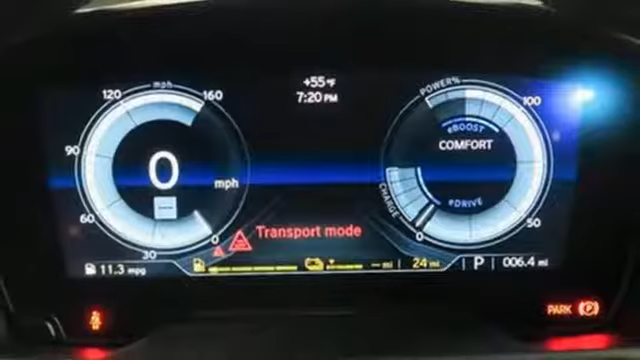 +55 °F
7:20 PM
mph
120
160
90
60
30
0
0
mph
POWER%
100
eBOOST
COMFORT
CHARGE
eDRIVE
50
0
Transport mode
11.3 mpg
--- mi
24 mi
P
006.4 mi
PARK